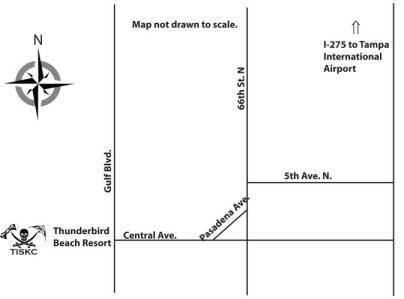 Map not drawn to scale.
N
⇧
I-275 to Tampa
International
Airport
66th St. N
Gulf Blvd.
5th Ave. N.
Pasadena Ave.
Thunderbird
Beach Resort
Central Ave.
TISKC